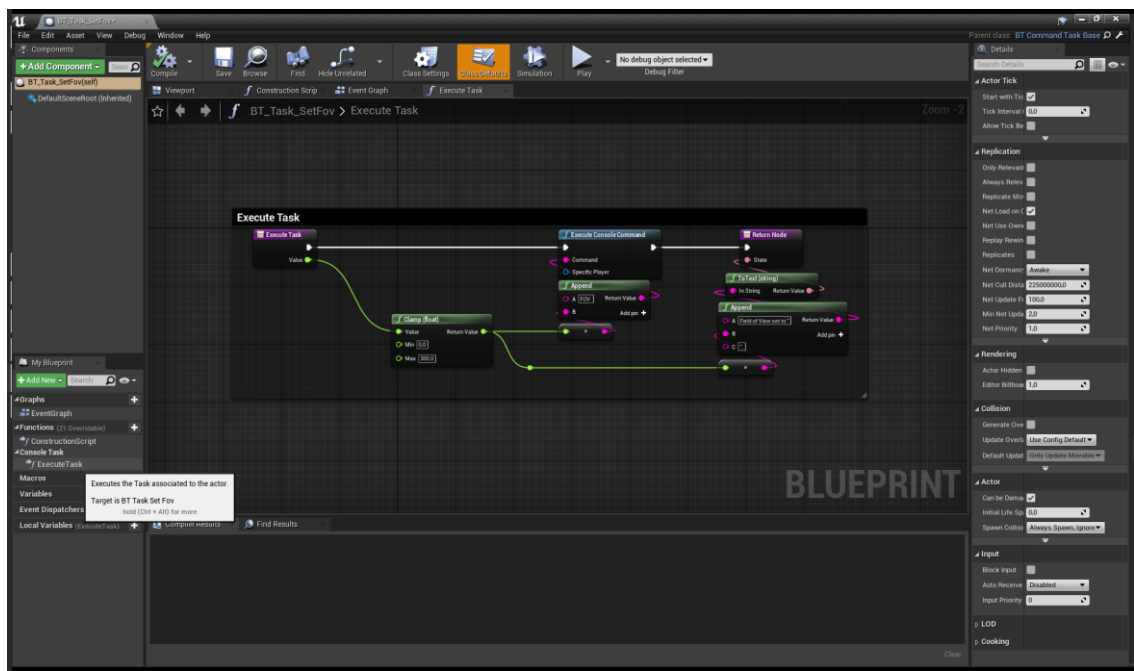 BT_Task_SetFov*
File Edit Asset View Debug Window Help
Parent class: BT Command Task Base
Components
+Add Component
BT_Task_SetFov(self)
DefaultSceneRoot (Inherited)
Compile Save Browse Find Hide Unrelated Class Settings Class Defaults Simulation Play
No debug object selected
Debug Filter
Viewport Construction Scrip Event Graph Execute Task
BT_Task_SetFov > Execute Task
Zoom -2
Execute Task
Execute Task
Value
Execute Console Command
Command
Specific Player
Return Node
State
Append
A FOV Return Value
B Add pin +
ToText (string)
In String Return Value
Append
A Field of View set to " Return Value
B Add pin +
C "
Clamp (float)
Value Return Value
Min 0,0
Max 300,0
BLUEPRINT
My Blueprint
+Add New Search
Graphs
EventGraph
Functions (21 Overridable)
ConstructionScript
Console Task
ExecuteTask
Macros
Variables
Event Dispatchers
Local Variables (ExecuteTask)
Executes the Task associated to the actor.
Target is BT Task Set Fov
hold (Ctrl + Alt) for more
Compiler Results Find Results
Clear
Details
Search Details
Actor Tick
Start with Tic
Tick Interval 0,0
Allow Tick Be
Replication
Only Relevant
Always Relev
Replicate Mov
Net Load on C
Net Use Owne
Replay Rewin
Replicates
Net Dormanc Awake
Net Cull Dista 225000000,0
Net Update Fr 100,0
Min Net Upda 2,0
Net Priority 1,0
Rendering
Actor Hidden
Editor Billboa 1,0
Collision
Generate Ove
Update Overla Use Config Default
Default Updat Only Update Movable
Actor
Can be Damag
Initial Life Sp 0,0
Spawn Collisi Always Spawn, Ignore
Input
Block Input
Auto Receive Disabled
Input Priority 0
LOD
Cooking